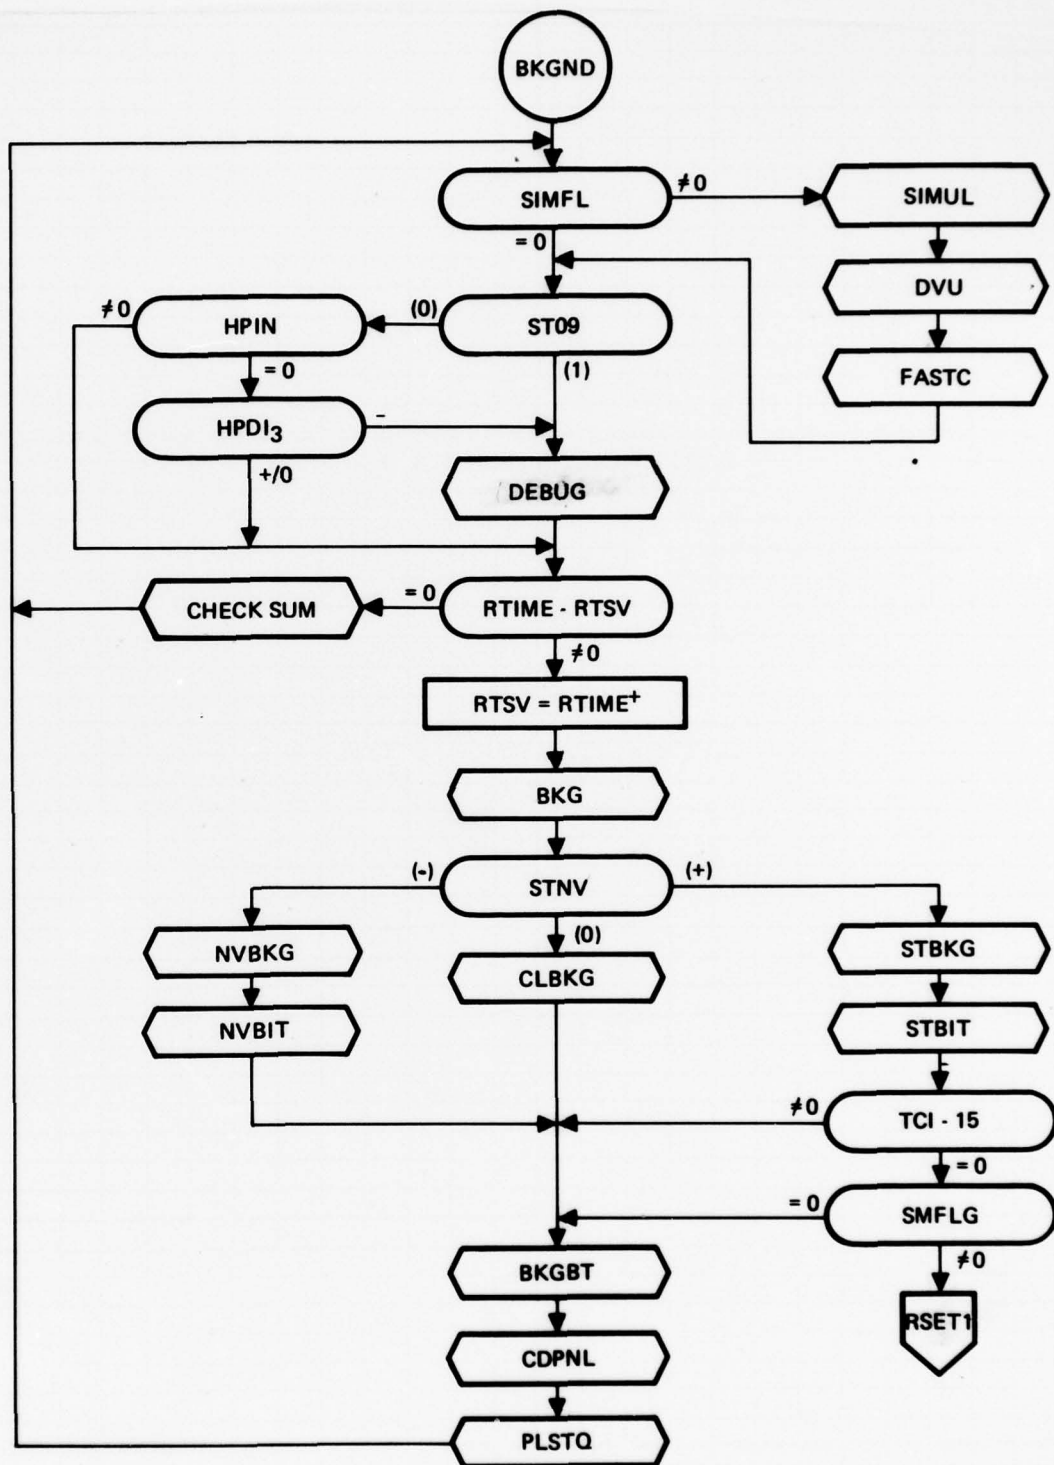 BKGND
SIMFL
≠0
SIMUL
= 0
DVU
≠0
HPIN
(0)
ST09
= 0
(1)
FASTC
HPDI₃
-
+/0
DEBUG
CHECK SUM
= 0
RTIME - RTSV
≠0
RTSV = RTIME⁺
BKG
(-)
STNV
(+)
(0)
NVBKG
CLBKG
STBKG
NVBIT
STBIT
≠0
TCI - 15
= 0
= 0
SMFLG
≠0
BKGBT
RSET1
CDPNL
PLSTQ